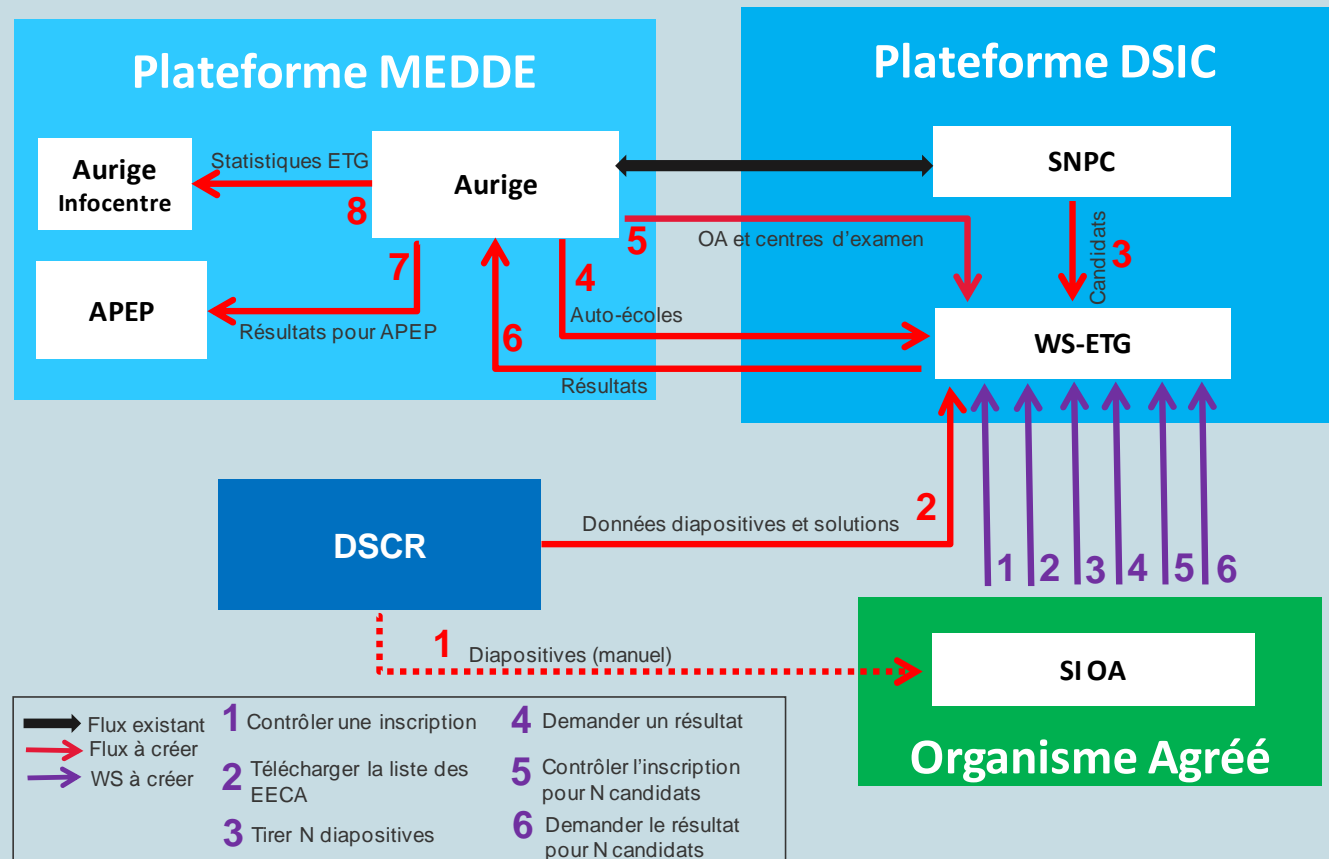 Plateforme MEDDE
Plateforme DSIC
Aurige
Infocentre
Statistiques ETG
8
Aurige
SNPC
5
OA et centres d'examen
Candidats
3
7
4
APEP
Résultats pour APEP
6
Auto-écoles
WS-ETG
Résultats
DSCR
Données diapositives et solutions
2
1
2
3
4
5
6
1
Diapositives (manuel)
SI OA
Organisme Agréé
Flux existant
Flux à créer
WS à créer
1 Contrôler une inscription
2 Télécharger la liste des
EECA
3 Tirer N diapositives
4 Demander un résultat
5 Contrôler l'inscription
pour N candidats
6 Demander le résultat
pour N candidats